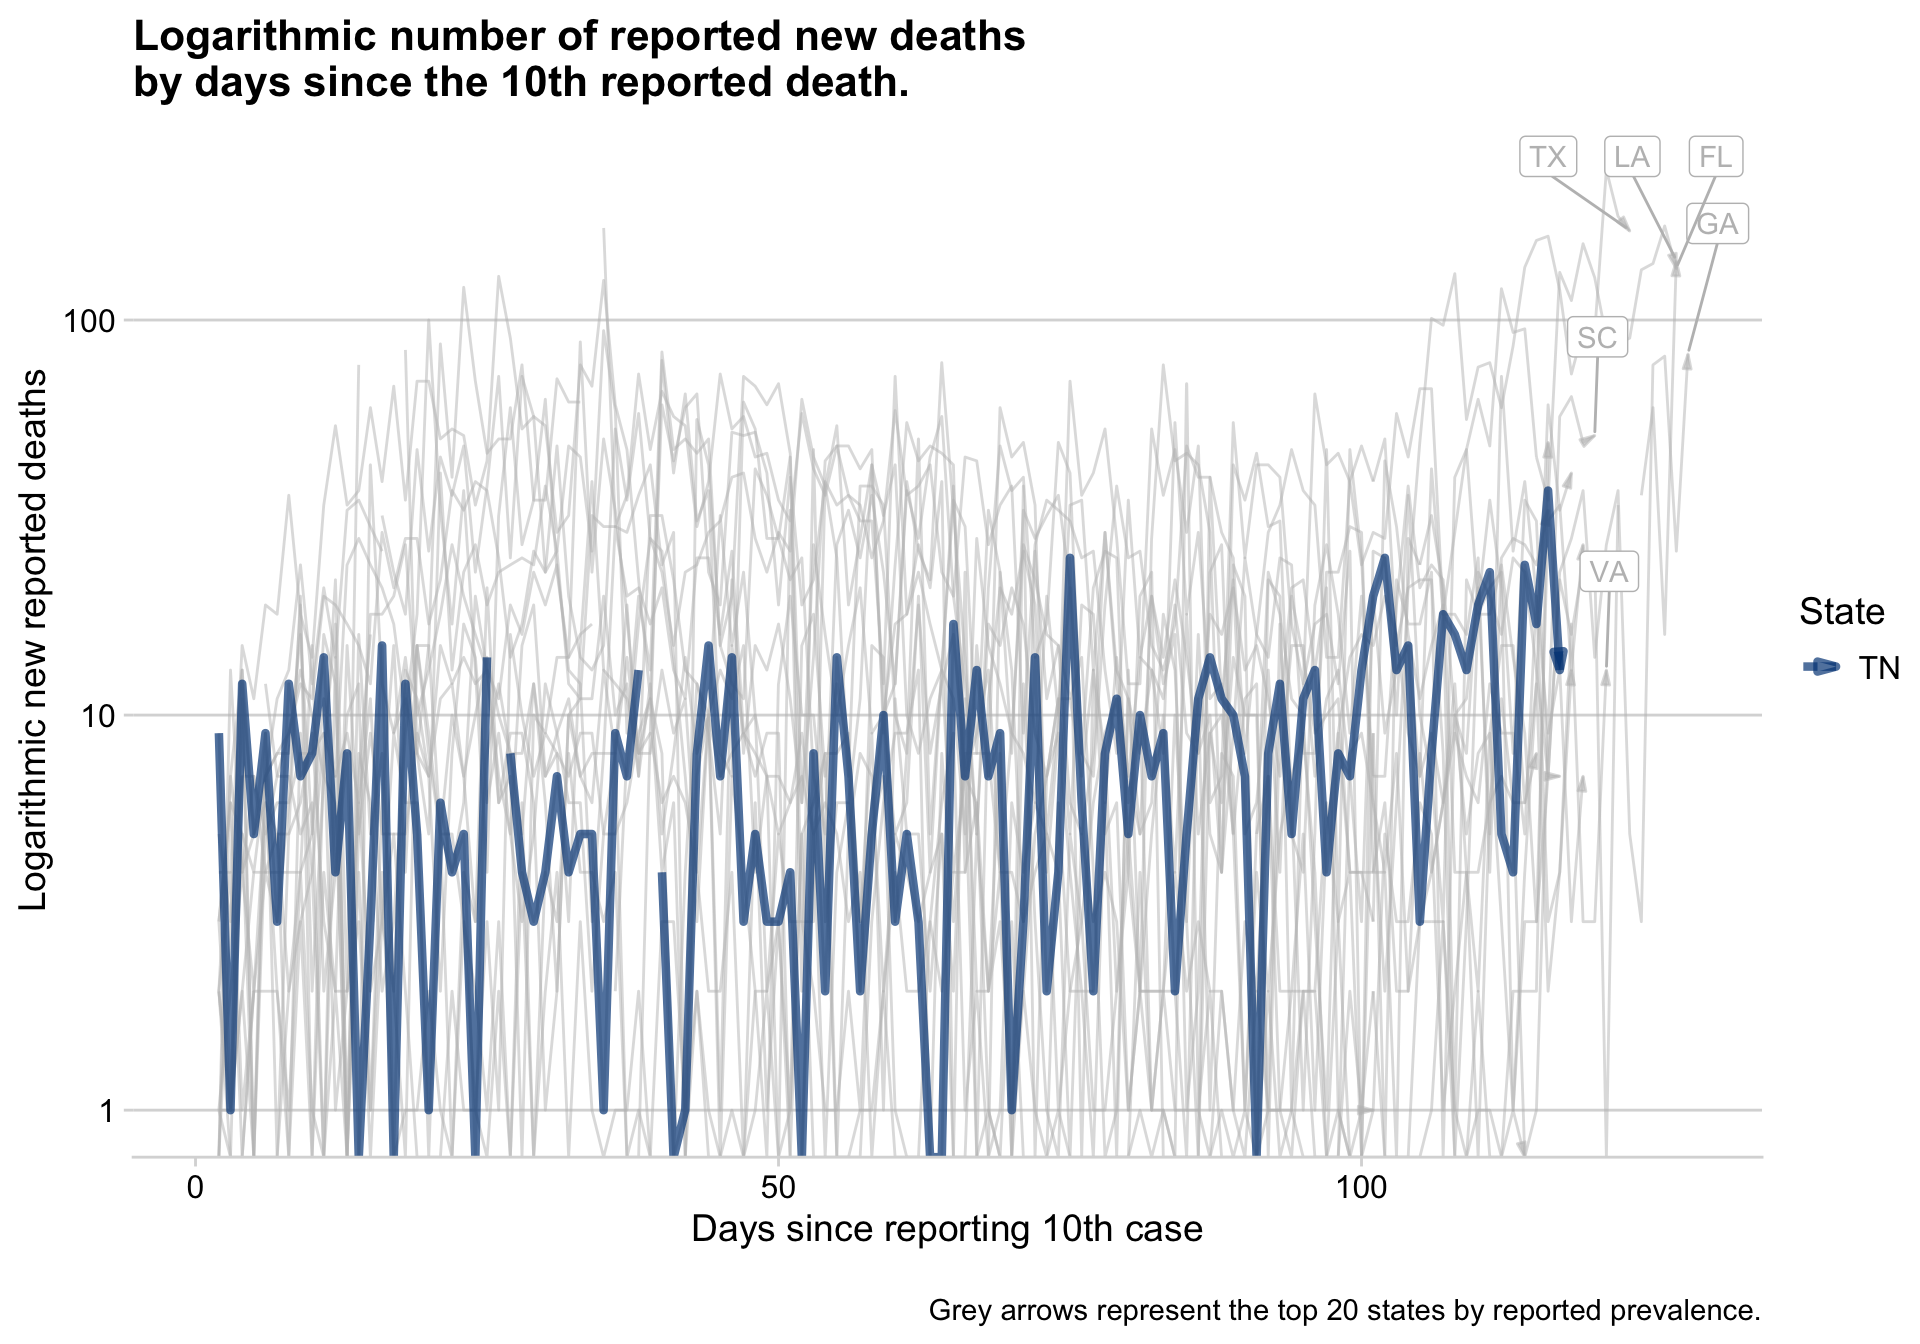 Logarithmic number of reported new deaths
by days since the 10th reported death.
TX LA FL
GA
SC
VA
100
10
1
Logarithmic new reported deaths
0 50 100
Days since reporting 10th case
State
TN
Grey arrows represent the top 20 states by reported prevalence.